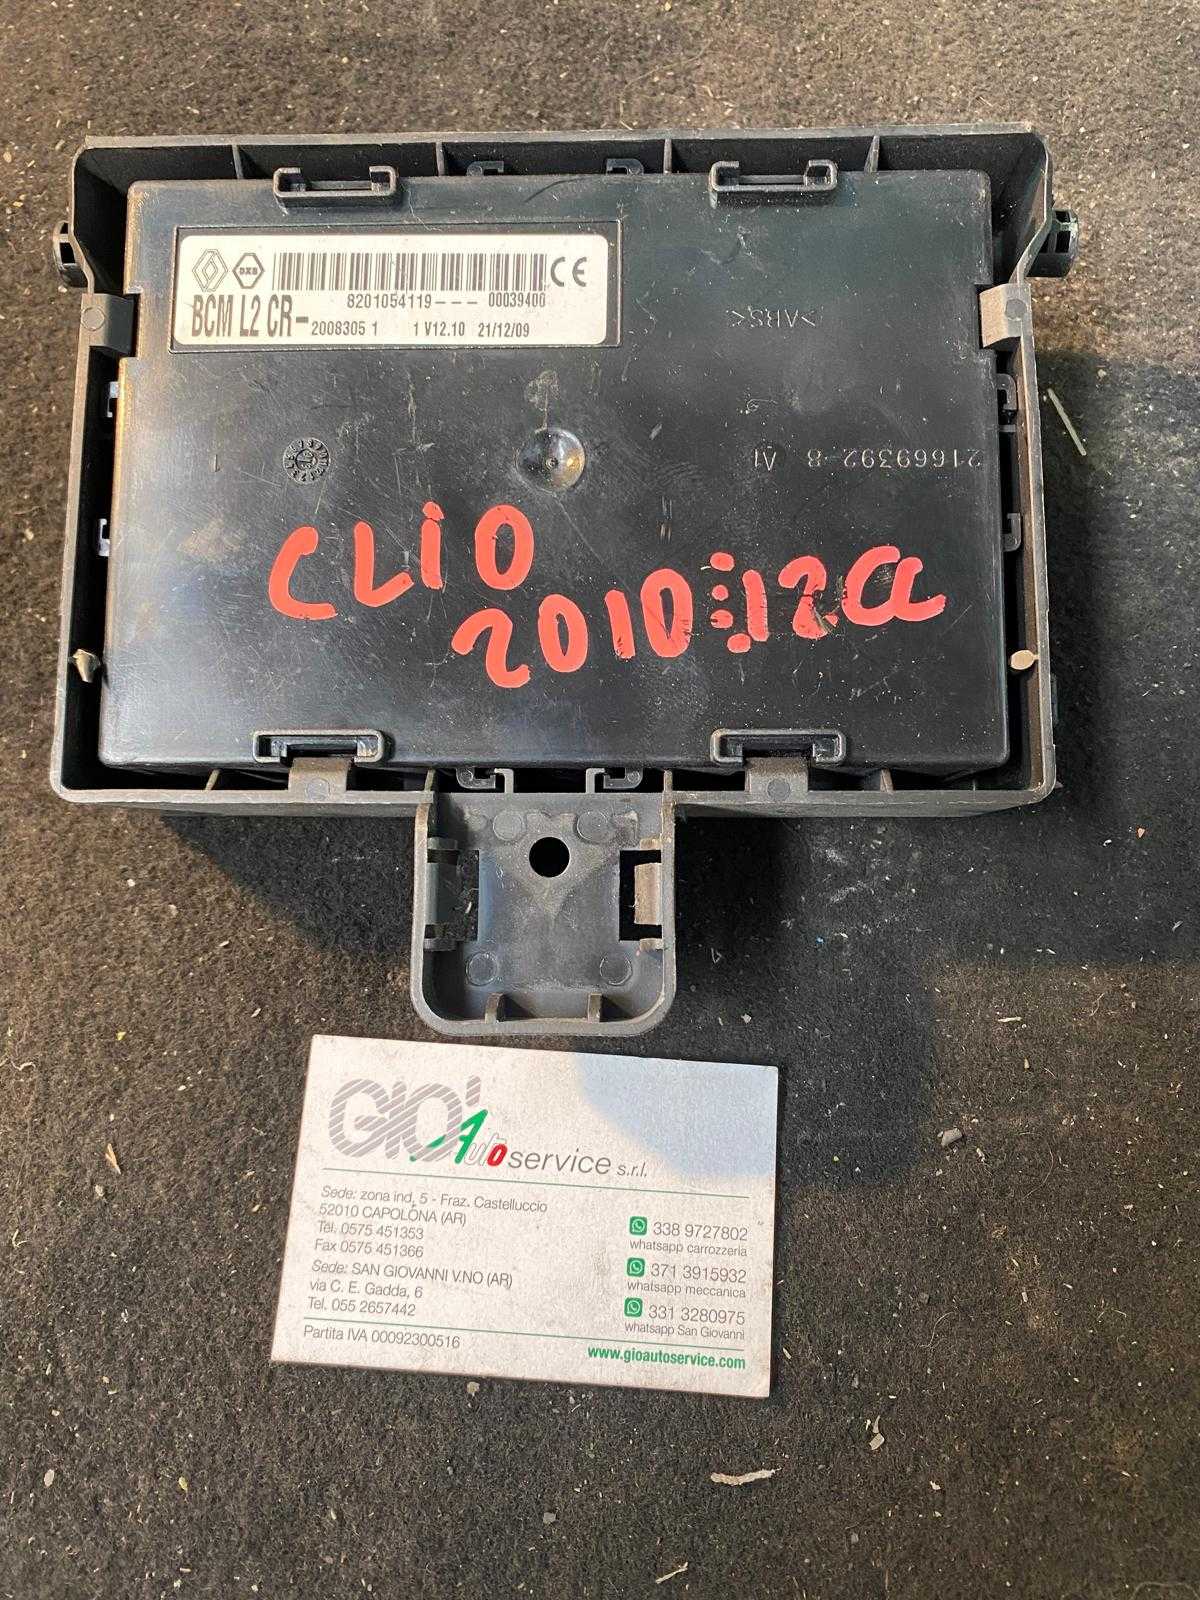 CE
8201054119--- 00039400
BCM L2 CR- 2008305 1 1 V12.10 21/12/09
>ABS<
21669392-8 A1
CLiO
2010
12a
GIO' Autoservice s.r.l.
Sede: zona ind. 5 - Fraz. Castelluccio
52010 CAPOLONA (AR)
Tel. 0575 451353
Fax 0575 451366
Sede: SAN GIOVANNI V.NO (AR)
via C. E. Gadda, 6
Tel. 055 2657442
Partita IVA 00092300516
338 9727802
whatsapp carrozzeria
371 3915932
whatsapp meccanica
331 3280975
whatsapp San Giovanni
www.gioautoservice.com